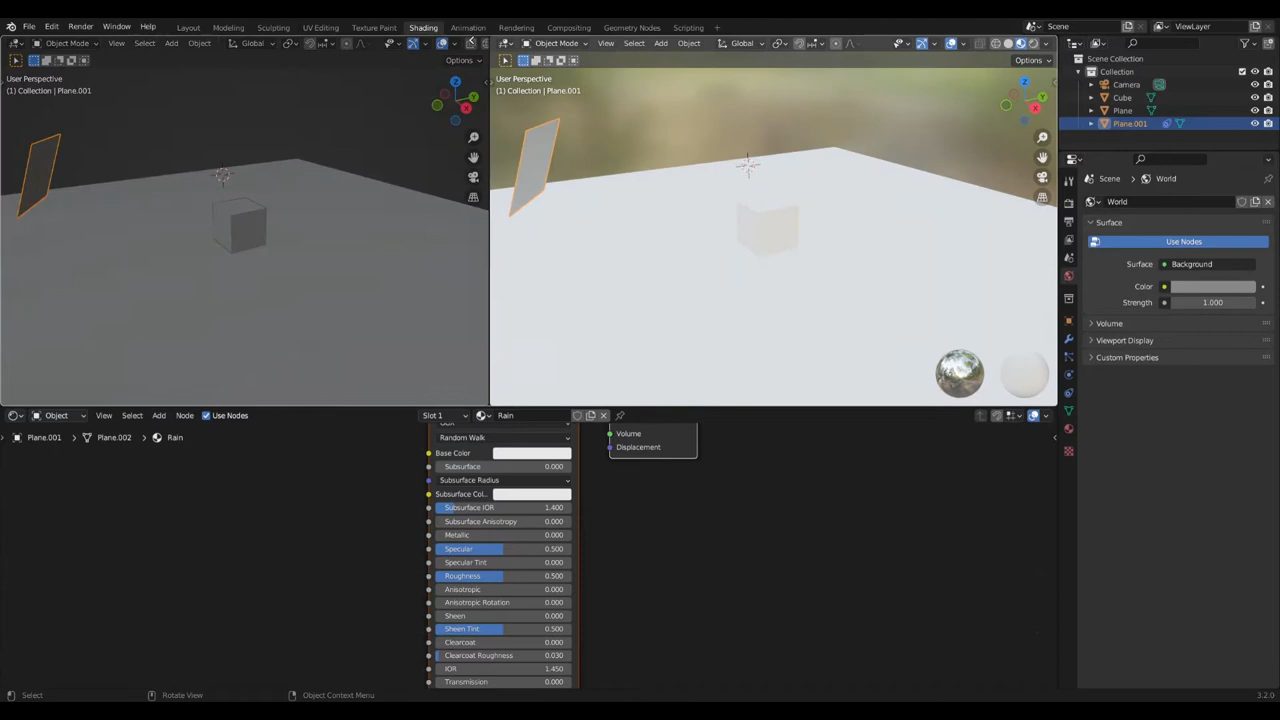 File Edit Render Window Help Layout Modeling Sculpting UV Editing Texture Paint Shading Animation Rendering Compositing Geometry Nodes Scripting Scene ViewLayer
Object Mode View Select Add Object Global Object Mode View Select Add Object Global
Options Options
User Perspective
(1) Collection | Plane.001
User Perspective
(1) Collection | Plane.001
Z
Y
X
Z
Y
X
Scene Collection
Collection
Camera
Cube
Plane
Plane.001
Scene World
World
Surface
Use Nodes
Surface Background
Color
Strength 1.000
Volume
Viewport Display
Custom Properties
Object View Select Add Node Use Nodes Slot 1 Rain
Plane.001 Plane.002 Rain
Random Walk
Base Color
Subsurface 0.000
Subsurface Radius
Subsurface Col...
Subsurface IOR 1.400
Subsurface Anisotropy 0.000
Metallic 0.000
Specular 0.500
Specular Tint 0.000
Roughness 0.500
Anisotropic 0.000
Anisotropic Rotation 0.000
Sheen 0.000
Sheen Tint 0.500
Clearcoat 0.000
Clearcoat Roughness 0.030
IOR 1.450
Transmission 0.000
Volume
Displacement
Select Rotate View Object Context Menu 3.2.0